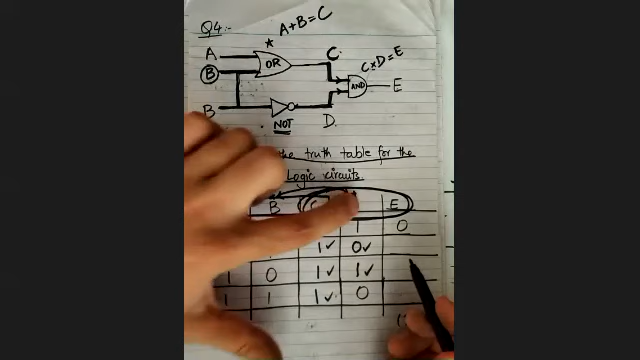 Q4:-
★ A+B=C
A OR C
C×D=E
B AND E
B NOT D
the truth table for the
Logic circuits
B C E
1 0
1✓ 0✓
1 0 1✓ 1✓
1 1 1✓ 0